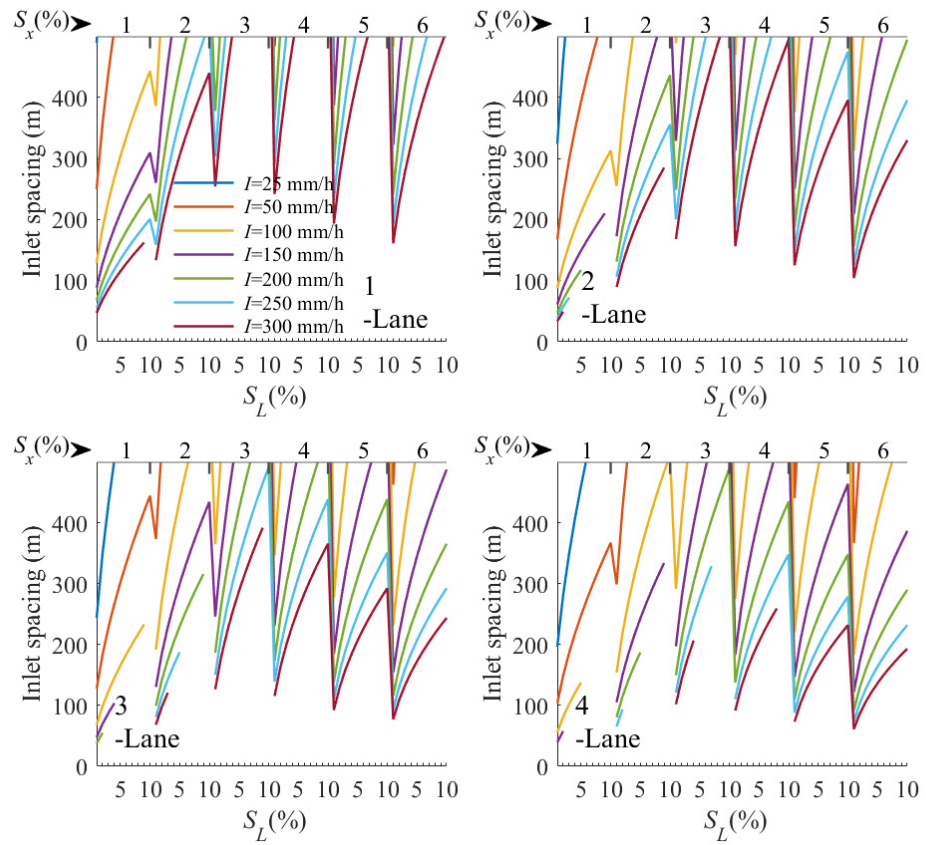 Sx(%) 1 2 3 4 5 6
Inlet spacing (m)
400
300
200
100
0
I=25 mm/h
I=50 mm/h
I=100 mm/h
I=150 mm/h
I=200 mm/h
I=250 mm/h
I=300 mm/h
1
-Lane
5 10 5 10 5 10 5 10 5 10 5 10
SL(%)
Sx(%) 1 2 3 4 5 6
Inlet spacing (m)
400
300
200
100
0
2
-Lane
5 10 5 10 5 10 5 10 5 10 5 10
SL(%)
Sx(%) 1 2 3 4 5 6
Inlet spacing (m)
400
300
200
100
0
3
-Lane
5 10 5 10 5 10 5 10 5 10 5 10
SL(%)
Sx(%) 1 2 3 4 5 6
Inlet spacing (m)
400
300
200
100
0
4
-Lane
5 10 5 10 5 10 5 10 5 10 5 10
SL(%)